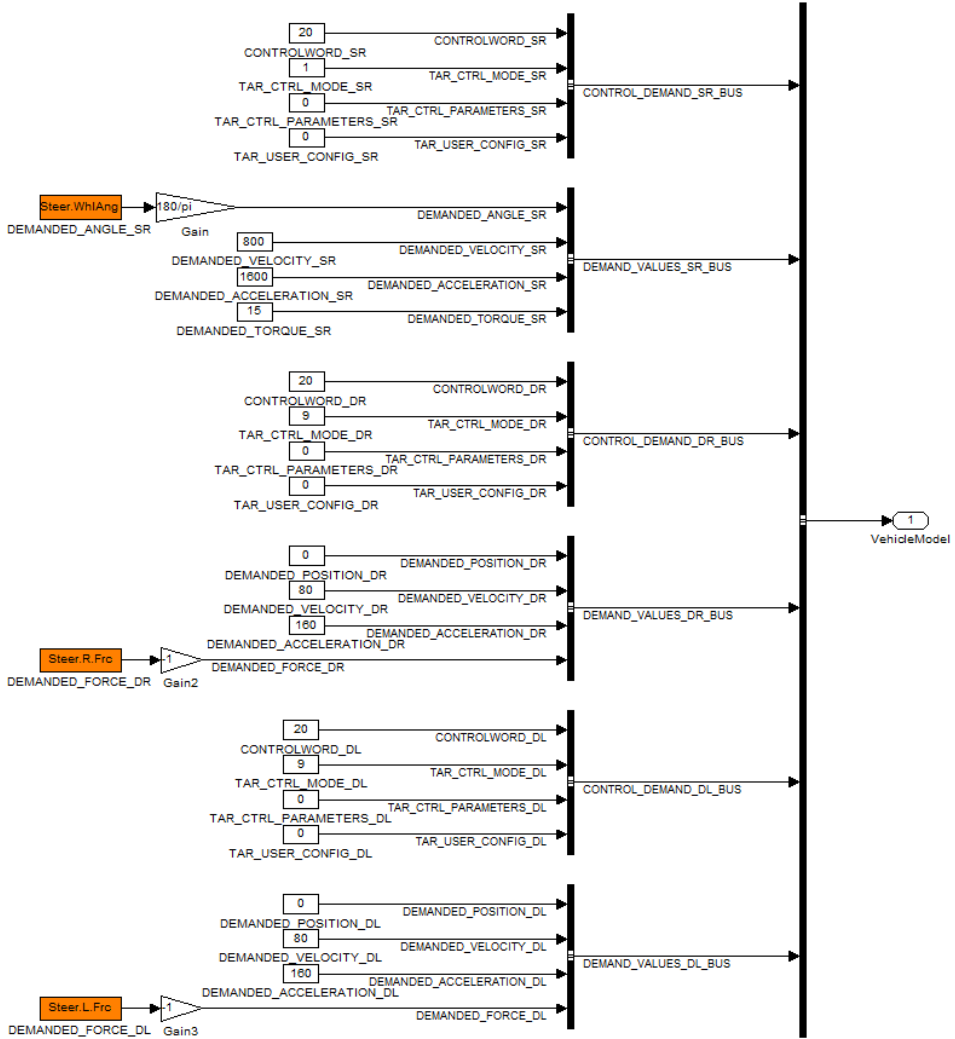 20
CONTROLWORD_SR
CONTROLWORD_SR
1
TAR_CTRL_MODE_SR
TAR_CTRL_MODE_SR
0
TAR_CTRL_PARAMETERS_SR
TAR_CTRL_PARAMETERS_SR
0
TAR_USER_CONFIG_SR
TAR_USER_CONFIG_SR
CONTROL_DEMAND_SR_BUS
Steer.WhlAng
DEMANDED_ANGLE_SR
180/pi
Gain
DEMANDED_ANGLE_SR
800
DEMANDED_VELOCITY_SR
DEMANDED_VELOCITY_SR
1600
DEMANDED_ACCELERATION_SR
DEMANDED_ACCELERATION_SR
15
DEMANDED_TORQUE_SR
DEMANDED_TORQUE_SR
DEMAND_VALUES_SR_BUS
20
CONTROLWORD_DR
CONTROLWORD_DR
9
TAR_CTRL_MODE_DR
TAR_CTRL_MODE_DR
0
TAR_CTRL_PARAMETERS_DR
TAR_CTRL_PARAMETERS_DR
0
TAR_USER_CONFIG_DR
TAR_USER_CONFIG_DR
CONTROL_DEMAND_DR_BUS
1
VehicleModel
0
DEMANDED_POSITION_DR
DEMANDED_POSITION_DR
80
DEMANDED_VELOCITY_DR
DEMANDED_VELOCITY_DR
160
DEMANDED_ACCELERATION_DR
DEMANDED_ACCELERATION_DR
Steer.R.Frc
DEMANDED_FORCE_DR
-1
Gain2
DEMANDED_FORCE_DR
DEMAND_VALUES_DR_BUS
20
CONTROLWORD_DL
CONTROLWORD_DL
9
TAR_CTRL_MODE_DL
TAR_CTRL_MODE_DL
0
TAR_CTRL_PARAMETERS_DL
TAR_CTRL_PARAMETERS_DL
0
TAR_USER_CONFIG_DL
TAR_USER_CONFIG_DL
CONTROL_DEMAND_DL_BUS
0
DEMANDED_POSITION_DL
DEMANDED_POSITION_DL
80
DEMANDED_VELOCITY_DL
DEMANDED_VELOCITY_DL
160
DEMANDED_ACCELERATION_DL
DEMANDED_ACCELERATION_DL
Steer.L.Frc
DEMANDED_FORCE_DL
-1
Gain3
DEMANDED_FORCE_DL
DEMAND_VALUES_DL_BUS